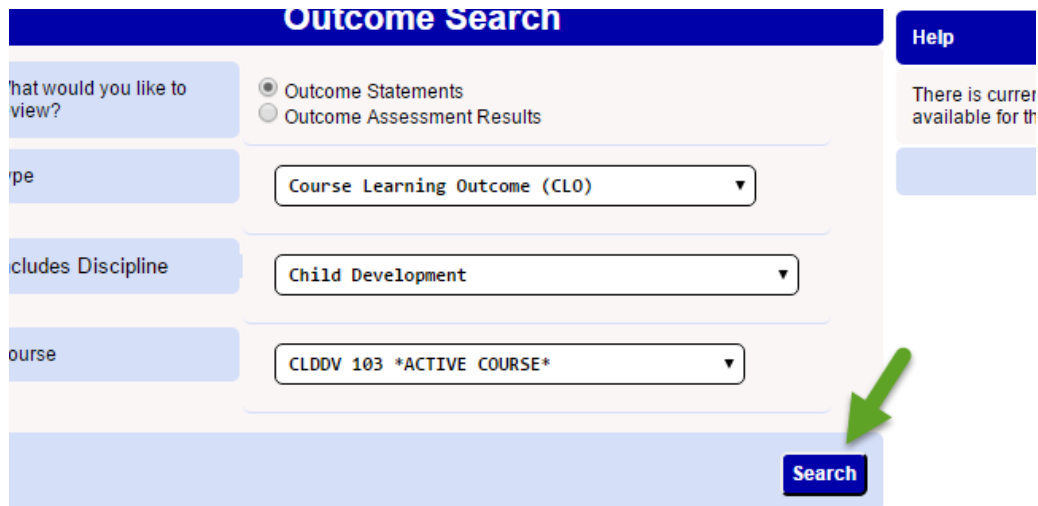 Outcome Search
Help
hat would you like to
view?
Outcome Statements
Outcome Assessment Results
There is curren
available for th
pe
Course Learning Outcome (CLO)
cludes Discipline
Child Development
ourse
CLDDV 103 *ACTIVE COURSE*
Search